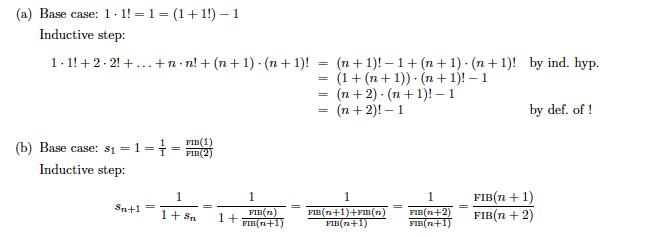 (a) Base case: 1 · 1! = 1 = (1 + 1!) − 1
Inductive step:
1 · 1! + 2 · 2! + … + n · n! + (n + 1) · (n + 1)! = (n + 1)! − 1 + (n + 1) · (n + 1)! by ind. hyp.
= (1 + (n + 1)) · (n + 1)! − 1
= (n + 2) · (n + 1)! − 1
= (n + 2)! − 1 by def. of !
(b) Base case: s₁ = 1 = 1/1 = FIB(1)/FIB(2)
Inductive step:
sₙ₊₁ = 1/(1 + sₙ) = 1/(1 + FIB(n)/FIB(n+1)) = 1/((FIB(n+1)+FIB(n))/FIB(n+1)) = 1/(FIB(n+2)/FIB(n+1)) = FIB(n + 1)/FIB(n + 2)